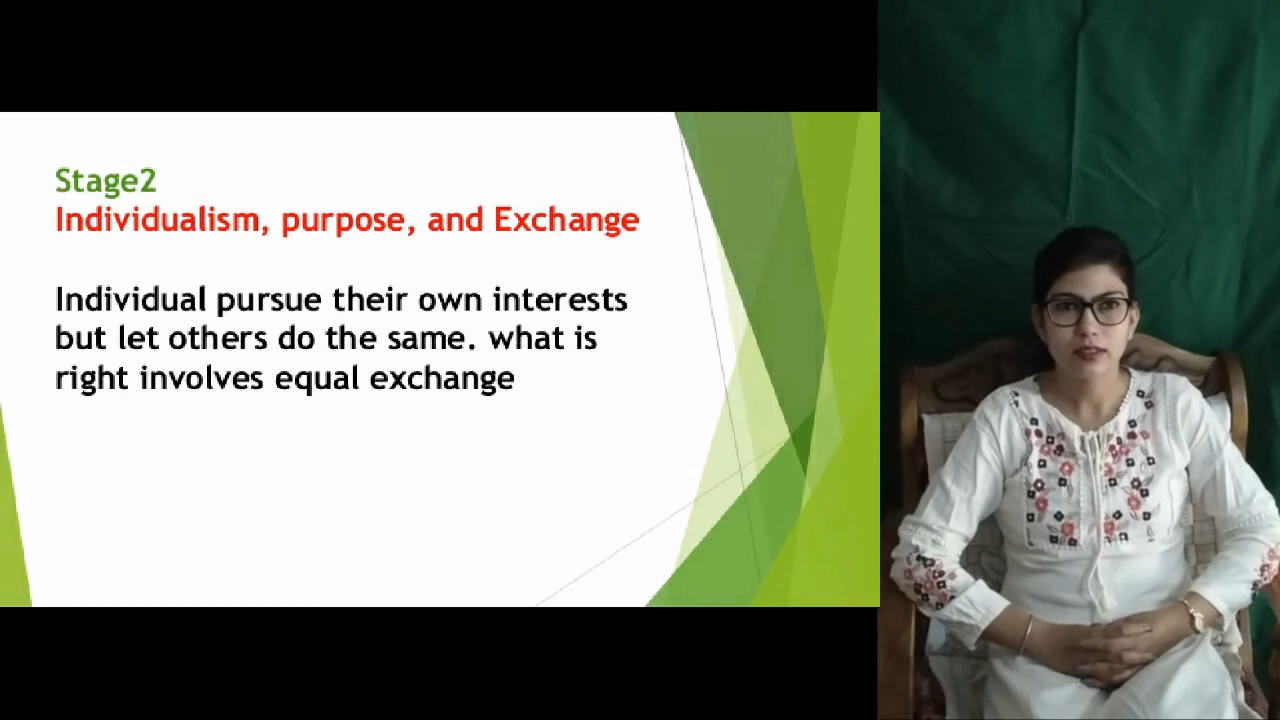 Stage2
Individualism, purpose, and Exchange
Individual pursue their own interests
but let others do the same. what is
right involves equal exchange